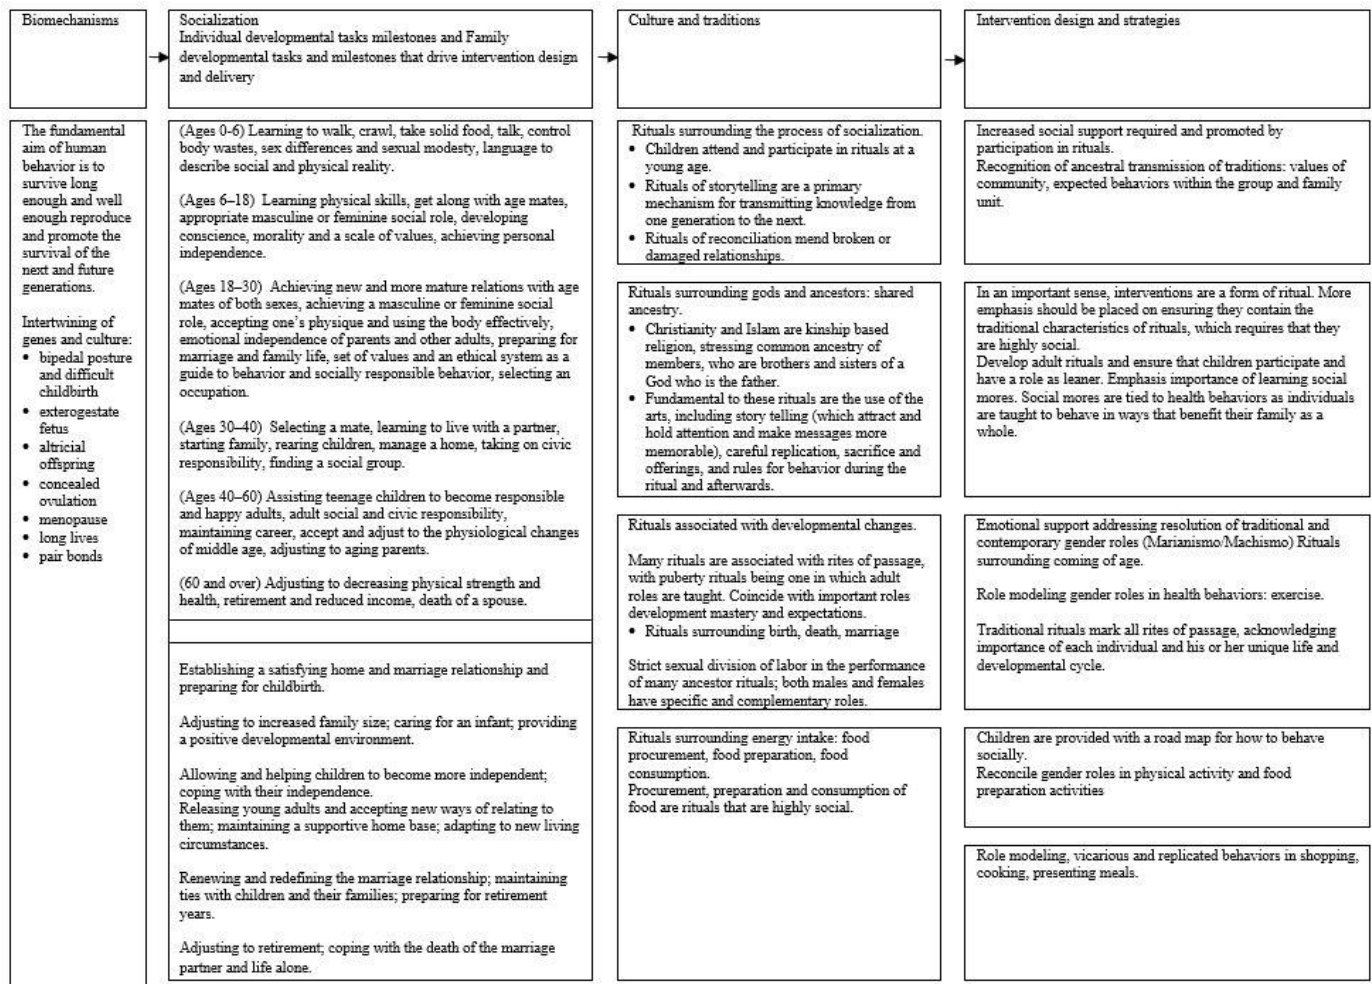 Biomechanisms
Socialization
Individual developmental tasks milestones and Family
developmental tasks and milestones that drive intervention design
and delivery
Culture and traditions
Intervention design and strategies
The fundamental
aim of human
behavior is to
survive long
enough and well
enough reproduce
and promote the
survival of the
next and future
generations.
Intertwining of
genes and culture:
• bipedal posture
and difficult
childbirth
• exterogestate
fetus
• altricial
offspring
• concealed
ovulation
• menopause
• long lives
• pair bonds
(Ages 0-6) Learning to walk, crawl, take solid food, talk, control
body wastes, sex differences and sexual modesty, language to
describe social and physical reality.
(Ages 6–18) Learning physical skills, get along with age mates,
appropriate masculine or feminine social role, developing
conscience, morality and a scale of values, achieving personal
independence.
(Ages 18–30) Achieving new and more mature relations with age
mates of both sexes, achieving a masculine or feminine social
role, accepting one's physique and using the body effectively,
emotional independence of parents and other adults, preparing for
marriage and family life, set of values and an ethical system as a
guide to behavior and socially responsible behavior, selecting an
occupation.
(Ages 30–40) Selecting a mate, learning to live with a partner,
starting family, rearing children, manage a home, taking on civic
responsibility, finding a social group.
(Ages 40–60) Assisting teenage children to become responsible
and happy adults, adult social and civic responsibility,
maintaining career, accept and adjust to the physiological changes
of middle age, adjusting to aging parents.
(60 and over) Adjusting to decreasing physical strength and
health, retirement and reduced income, death of a spouse.
Establishing a satisfying home and marriage relationship and
preparing for childbirth.
Adjusting to increased family size; caring for an infant; providing
a positive developmental environment.
Allowing and helping children to become more independent;
coping with their independence.
Releasing young adults and accepting new ways of relating to
them; maintaining a supportive home base; adapting to new living
circumstances.
Renewing and redefining the marriage relationship; maintaining
ties with children and their families; preparing for retirement
years.
Adjusting to retirement; coping with the death of the marriage
partner and life alone.
Rituals surrounding the process of socialization.
• Children attend and participate in rituals at a
young age.
• Rituals of storytelling are a primary
mechanism for transmitting knowledge from
one generation to the next.
• Rituals of reconciliation mend broken or
damaged relationships.
Rituals surrounding gods and ancestors: shared
ancestry.
• Christianity and Islam are kinship based
religion, stressing common ancestry of
members, who are brothers and sisters of a
God who is the father.
• Fundamental to these rituals are the use of the
arts, including story telling (which attract and
hold attention and make messages more
memorable), careful replication, sacrifice and
offerings, and rules for behavior during the
ritual and afterwards.
Rituals associated with developmental changes.
Many rituals are associated with rites of passage,
with puberty rituals being one in which adult
roles are taught. Coincide with important roles
development mastery and expectations.
• Rituals surrounding birth, death, marriage
Strict sexual division of labor in the performance
of many ancestor rituals; both males and females
have specific and complementary roles.
Rituals surrounding energy intake: food
procurement, food preparation, food
consumption.
Procurement, preparation and consumption of
food are rituals that are highly social.
Increased social support required and promoted by
participation in rituals.
Recognition of ancestral transmission of traditions: values of
community, expected behaviors within the group and family
unit.
In an important sense, interventions are a form of ritual. More
emphasis should be placed on ensuring they contain the
traditional characteristics of rituals, which requires that they
are highly social.
Develop adult rituals and ensure that children participate and
have a role as leaner. Emphasis importance of learning social
mores. Social mores are tied to health behaviors as individuals
are taught to behave in ways that benefit their family as a
whole.
Emotional support addressing resolution of traditional and
contemporary gender roles (Marianismo/Machismo) Rituals
surrounding coming of age.
Role modeling gender roles in health behaviors: exercise.
Traditional rituals mark all rites of passage, acknowledging
importance of each individual and his or her unique life and
developmental cycle.
Children are provided with a road map for how to behave
socially.
Reconcile gender roles in physical activity and food
preparation activities
Role modeling, vicarious and replicated behaviors in shopping,
cooking, presenting meals.